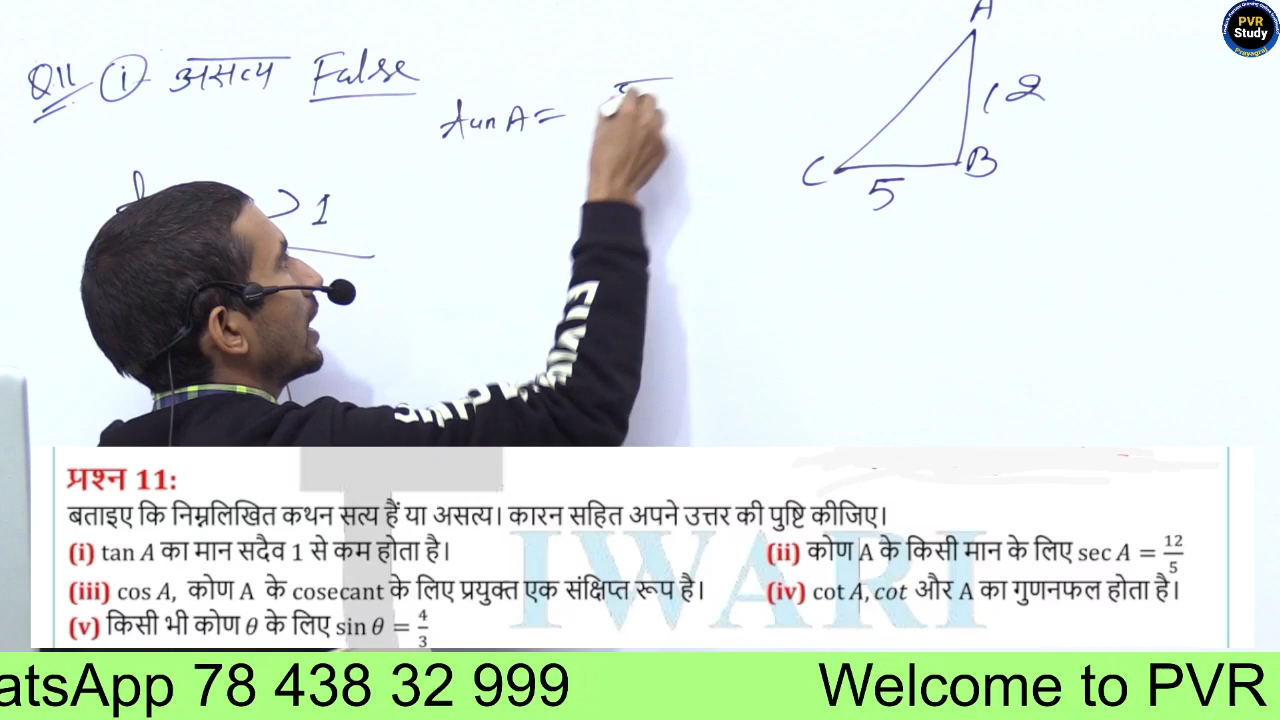 Q11 (i) असत्य False
tan A =
> 1
A
12
C
B
5
PVR
Study
Prayagraj
प्रश्न 11:
बताइए कि निम्नलिखित कथन सत्य हैं या असत्य। कारन सहित अपने उत्तर की पुष्टि कीजिए।
(i) tan A का मान सदैव 1 से कम होता है। (ii) कोण A के किसी मान के लिए sec A = 12/5
(iii) cos A, कोण A के cosecant के लिए प्रयुक्त एक संक्षिप्त रूप है। (iv) cot A, cot और A का गुणनफल होता है।
(v) किसी भी कोण θ के लिए sin θ = 4/3
IWARI
atsApp 78 438 32 999 Welcome to PVR